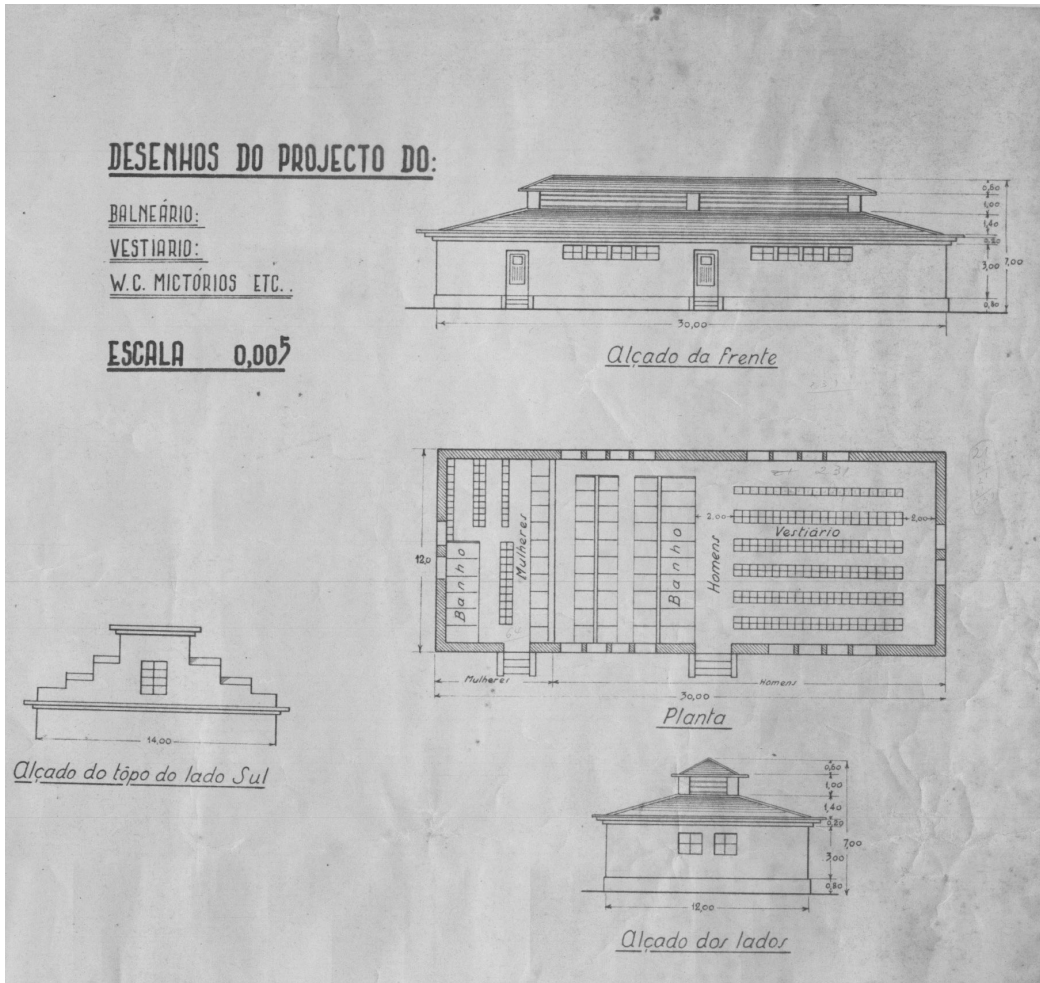 DESENHOS DO PROJECTO DO:
BALNEÁRIO:
VESTIARIO:
W.C. MICTÓRIOS ETC..
ESCALA 0,005
0,60
1,00
1,40
0,20
3,00
0,80
7,00
30,00
Alçado da frente
12,0
Banho
Mulheres
Banho
Homens
2,00
Vestiário
2,00
2 31
Mulheres
Homens
30,00
Planta
14,00
Alçado do tôpo do lado Sul
0,60
1,00
1,40
0,20
3,00
0,80
7,00
12,00
Alçado dos lados